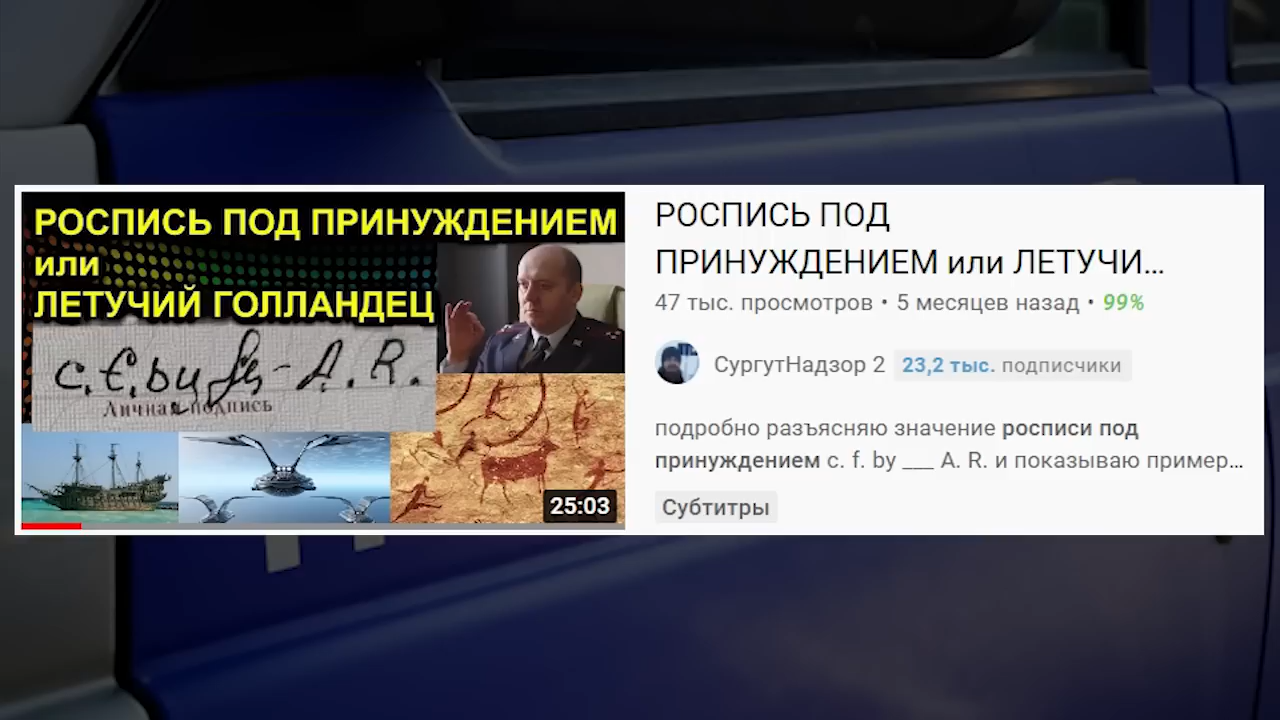 РОСПИСЬ ПОД ПРИНУЖДЕНИЕМ
или
ЛЕТУЧИЙ ГОЛЛАНДЕЦ
c.f.by
-A.R.
Личная подпись
25:03
РОСПИСЬ ПОД
ПРИНУЖДЕНИЕМ или ЛЕТУЧИ...
47 тыс. просмотров • 5 месяцев назад • 99%
СургутНадзор 2 23,2 тыс. подписчики
подробно разъясняю значение росписи под
принуждением c. f. by ___ A. R. и показываю пример...
Субтитры